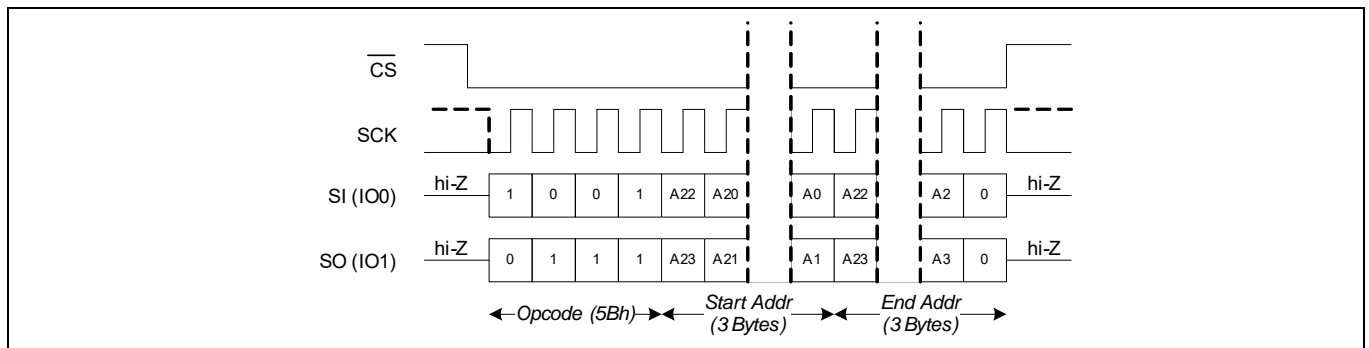 CS
SCK
SI (IO0) hi-Z 1 0 0 1 A22 A20 A0 A22 A2 0 hi-Z
SO (IO1) hi-Z 0 1 1 1 A23 A21 A1 A23 A3 0 hi-Z
Opcode (5Bh) Start Addr (3 Bytes) End Addr (3 Bytes)